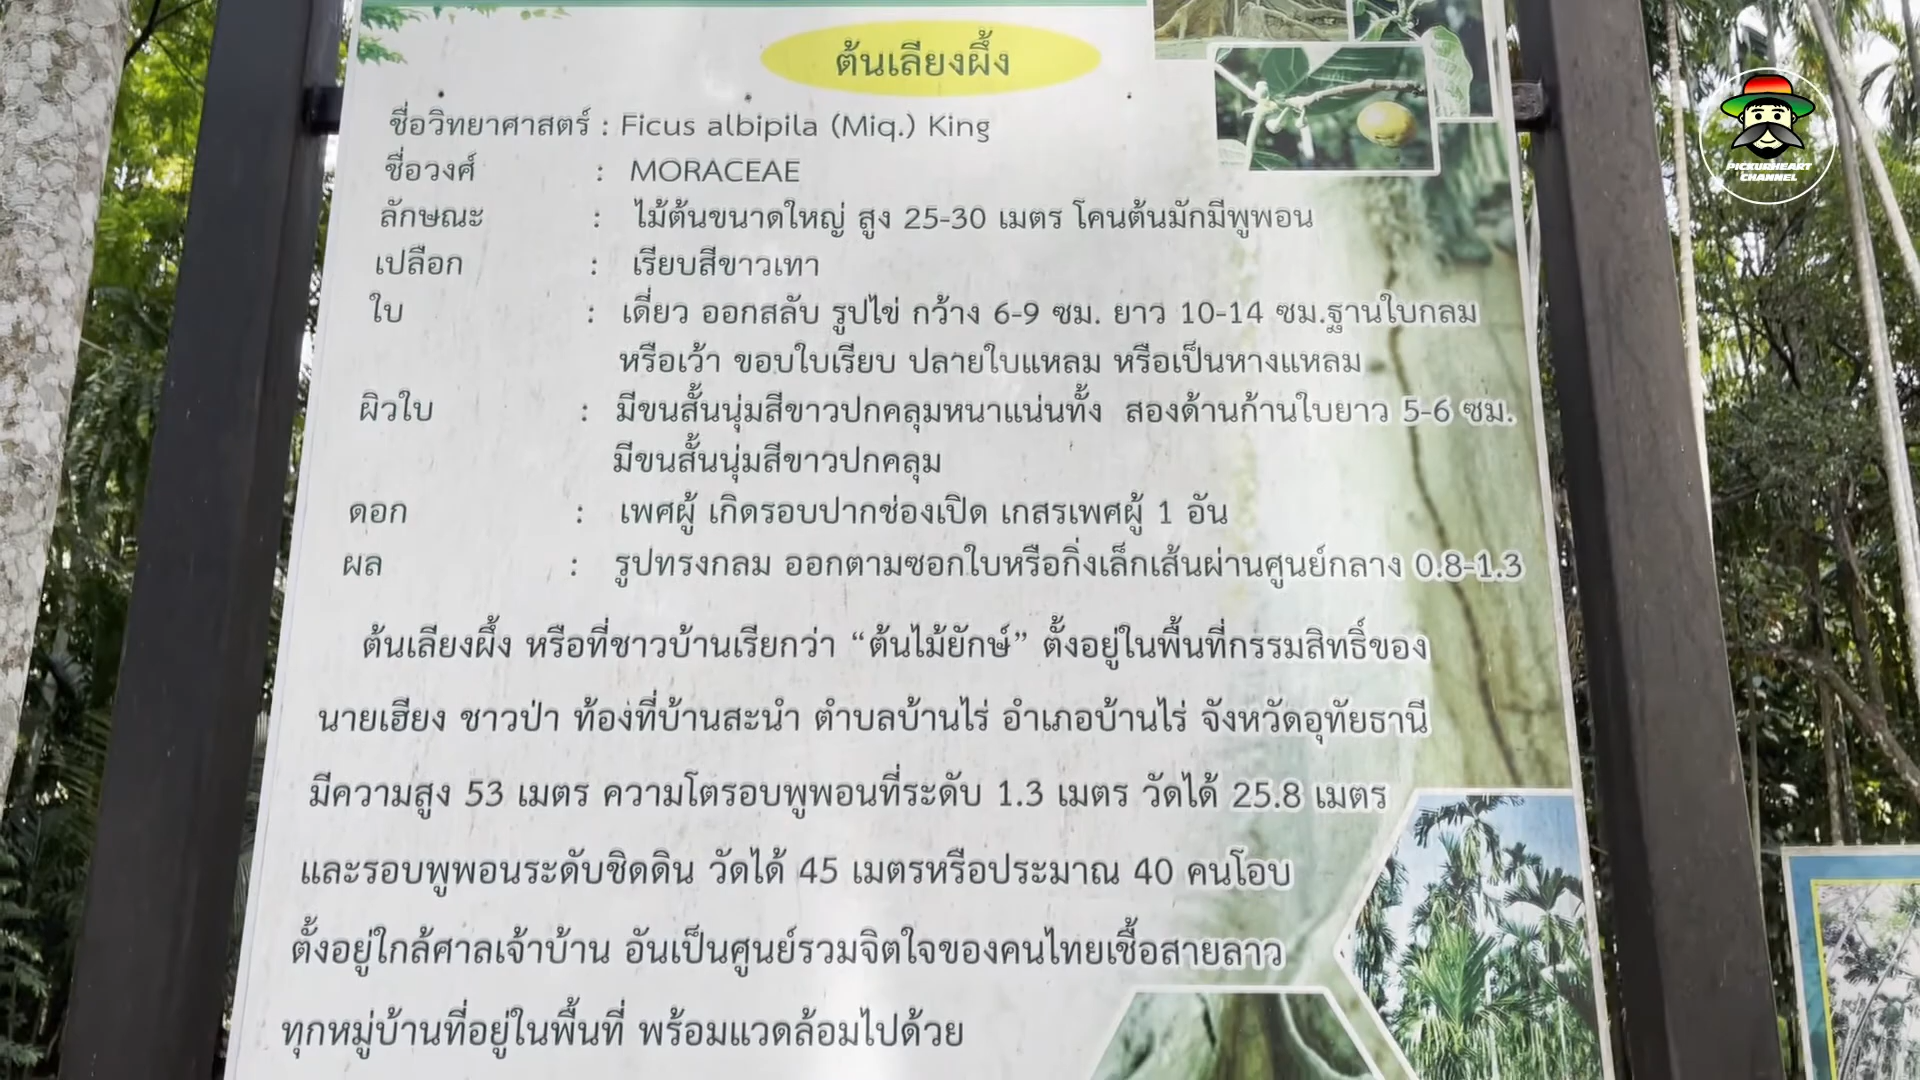 ต้นเลียงผึ้ง
ชื่อวิทยาศาสตร์ : Ficus albipila (Miq.) King
ชื่อวงศ์ : MORACEAE
ลักษณะ : ไม้ต้นขนาดใหญ่ สูง 25-30 เมตร โคนต้นมักมีพูพอน
เปลือก : เรียบสีขาวเทา
ใบ : เดี่ยว ออกสลับ รูปไข่ กว้าง 6-9 ซม. ยาว 10-14 ซม.ฐานใบกลม
หรือเว้า ขอบใบเรียบ ปลายใบแหลม หรือเป็นหางแหลม
ผิวใบ : มีขนสั้นนุ่มสีขาวปกคลุมหนาแน่นทั้ง สองด้านก้านใบยาว 5-6 ซม.
มีขนสั้นนุ่มสีขาวปกคลุม
ดอก : เพศผู้ เกิดรอบปากช่องเปิด เกสรเพศผู้ 1 อัน
ผล : รูปทรงกลม ออกตามซอกใบหรือกิ่งเล็กเส้นผ่านศูนย์กลาง 0.8-1.3
ต้นเลียงผึ้ง หรือที่ชาวบ้านเรียกว่า “ต้นไม้ยักษ์” ตั้งอยู่ในพื้นที่กรรมสิทธิ์ของ
นายเฮียง ชาวป่า ท้องที่บ้านสะนำ ตำบลบ้านไร่ อำเภอบ้านไร่ จังหวัดอุทัยธานี
มีความสูง 53 เมตร ความโตรอบพูพอนที่ระดับ 1.3 เมตร วัดได้ 25.8 เมตร
และรอบพูพอนระดับชิดดิน วัดได้ 45 เมตรหรือประมาณ 40 คนโอบ
ตั้งอยู่ใกล้ศาลเจ้าบ้าน อันเป็นศูนย์รวมจิตใจของคนไทยเชื้อสายลาว
ทุกหมู่บ้านที่อยู่ในพื้นที่ พร้อมแวดล้อมไปด้วย
PICKURHEART
CHANNEL